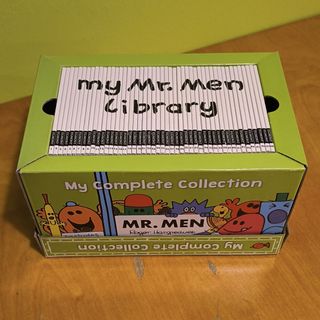 my Mr. Men
Library
My Complete Collection
MR. MEN
Roger Hargreaves
My Complete Collection